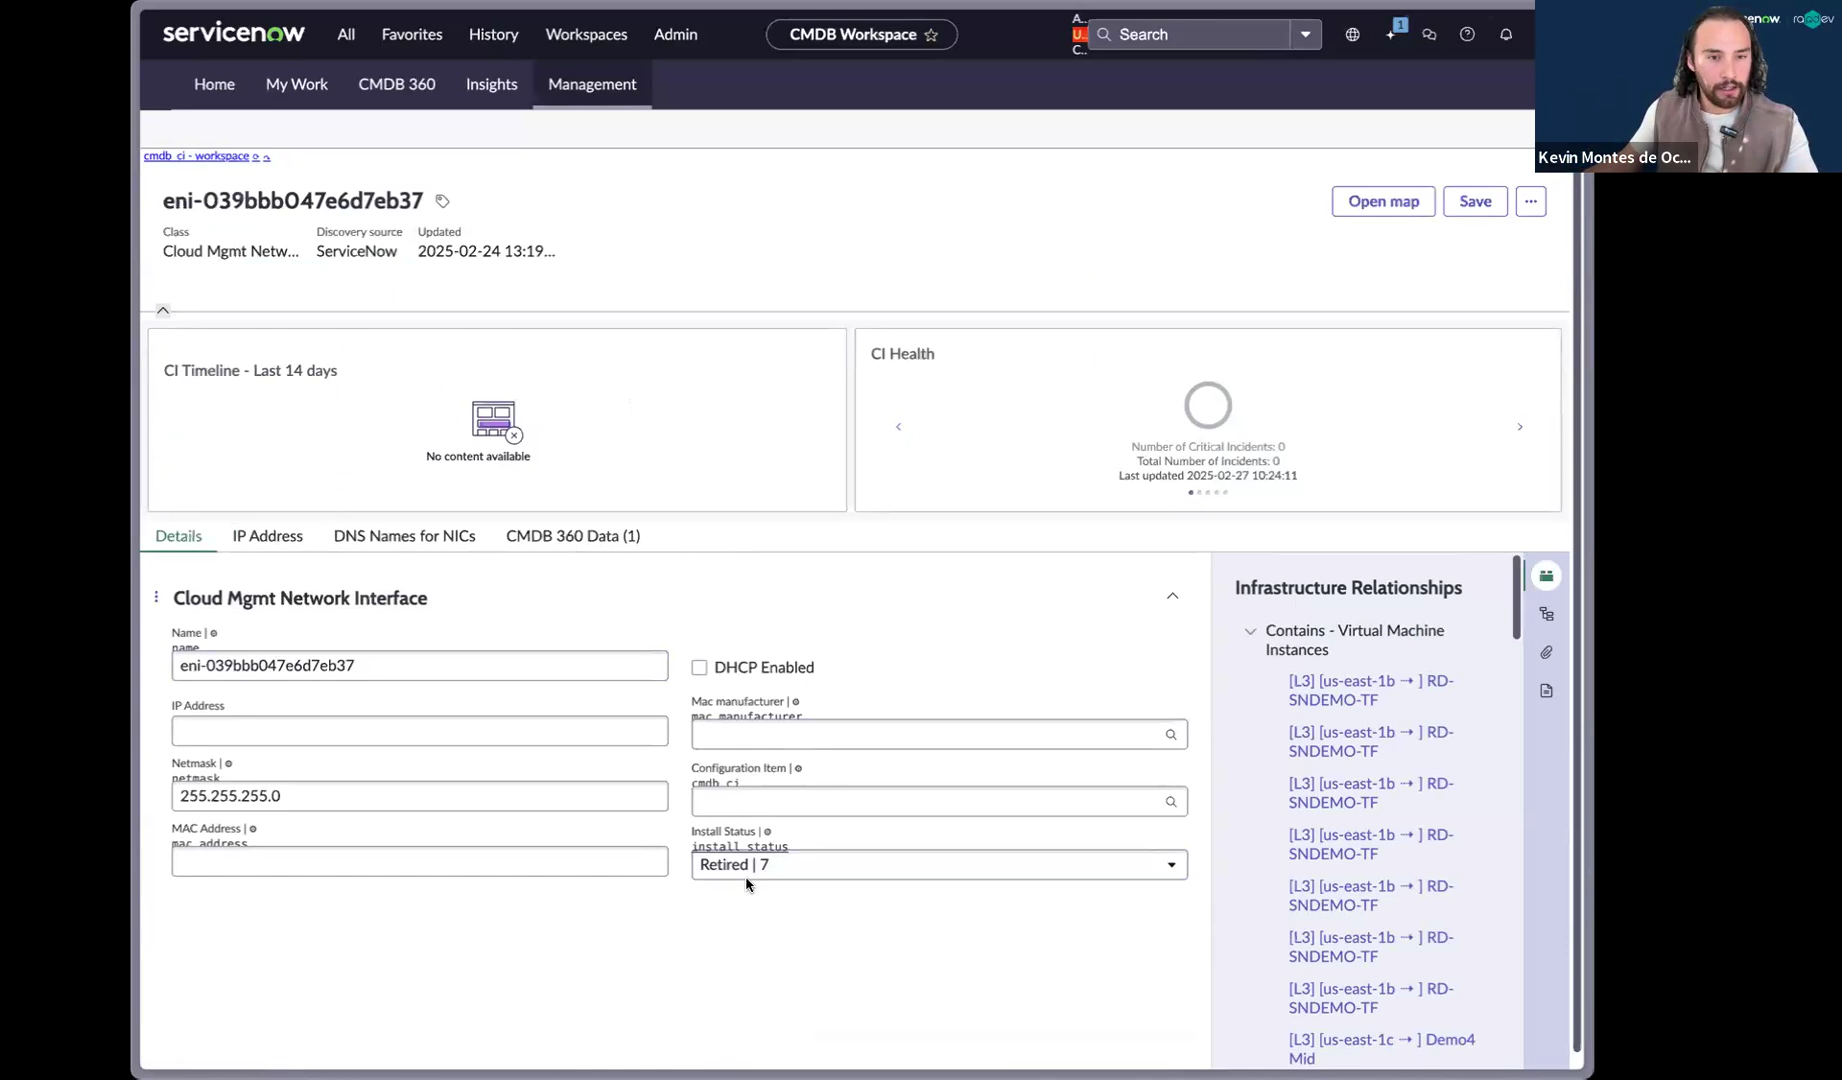 servicenow
All
Favorites
History
Workspaces
Admin
CMDB Workspace
A..
U...
C..
Search
1
Home
My Work
CMDB 360
Insights
Management
enow.
rapdev
Kevin Montes de Oc...
cmdb_ci - workspace
eni-039bbb047e6d7eb37
Open map
Save
Class
Discovery source
Updated
Cloud Mgmt Netw...
ServiceNow
2025-02-24 13:19...
CI Timeline - Last 14 days
No content available
CI Health
Number of Critical Incidents: 0
Total Number of Incidents: 0
Last updated 2025-02-27 10:24:11
Details
IP Address
DNS Names for NICs
CMDB 360 Data (1)
Cloud Mgmt Network Interface
Name |
name
eni-039bbb047e6d7eb37
IP Address
Netmask |
netmask
255.255.255.0
MAC Address |
mac_address
DHCP Enabled
Mac manufacturer |
mac_manufacturer
Configuration Item |
cmdb_ci
Install Status |
install_status
Retired | 7
Infrastructure Relationships
Contains - Virtual Machine
Instances
[L3] [us-east-1b → ] RD-
SNDEMO-TF
[L3] [us-east-1b → ] RD-
SNDEMO-TF
[L3] [us-east-1b → ] RD-
SNDEMO-TF
[L3] [us-east-1b → ] RD-
SNDEMO-TF
[L3] [us-east-1b → ] RD-
SNDEMO-TF
[L3] [us-east-1b → ] RD-
SNDEMO-TF
[L3] [us-east-1b → ] RD-
SNDEMO-TF
[L3] [us-east-1c → ] Demo4
Mid